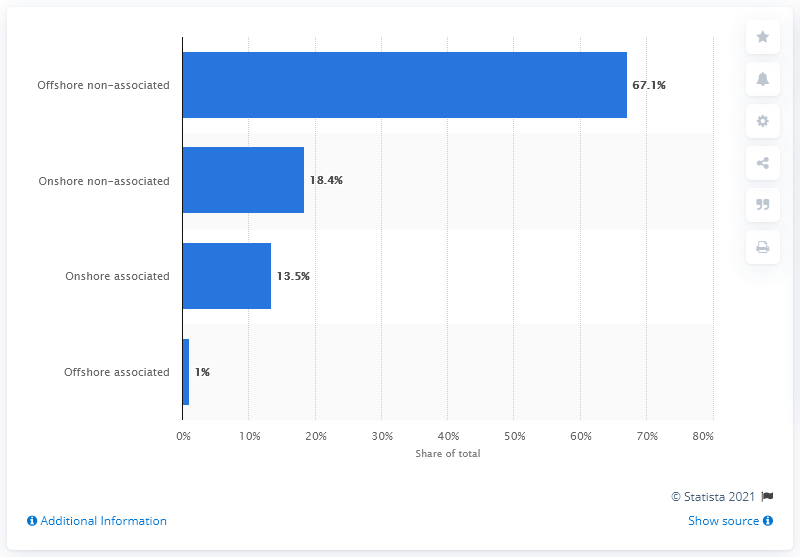 Offshore non-associated
67.1%
Onshore non-associated
18.4%
Onshore associated
13.5%
Offshore associated
1%
0% 10% 20% 30% 40% 50% 60% 70% 80%
Share of total
© Statista 2021
Additional Information
Show source